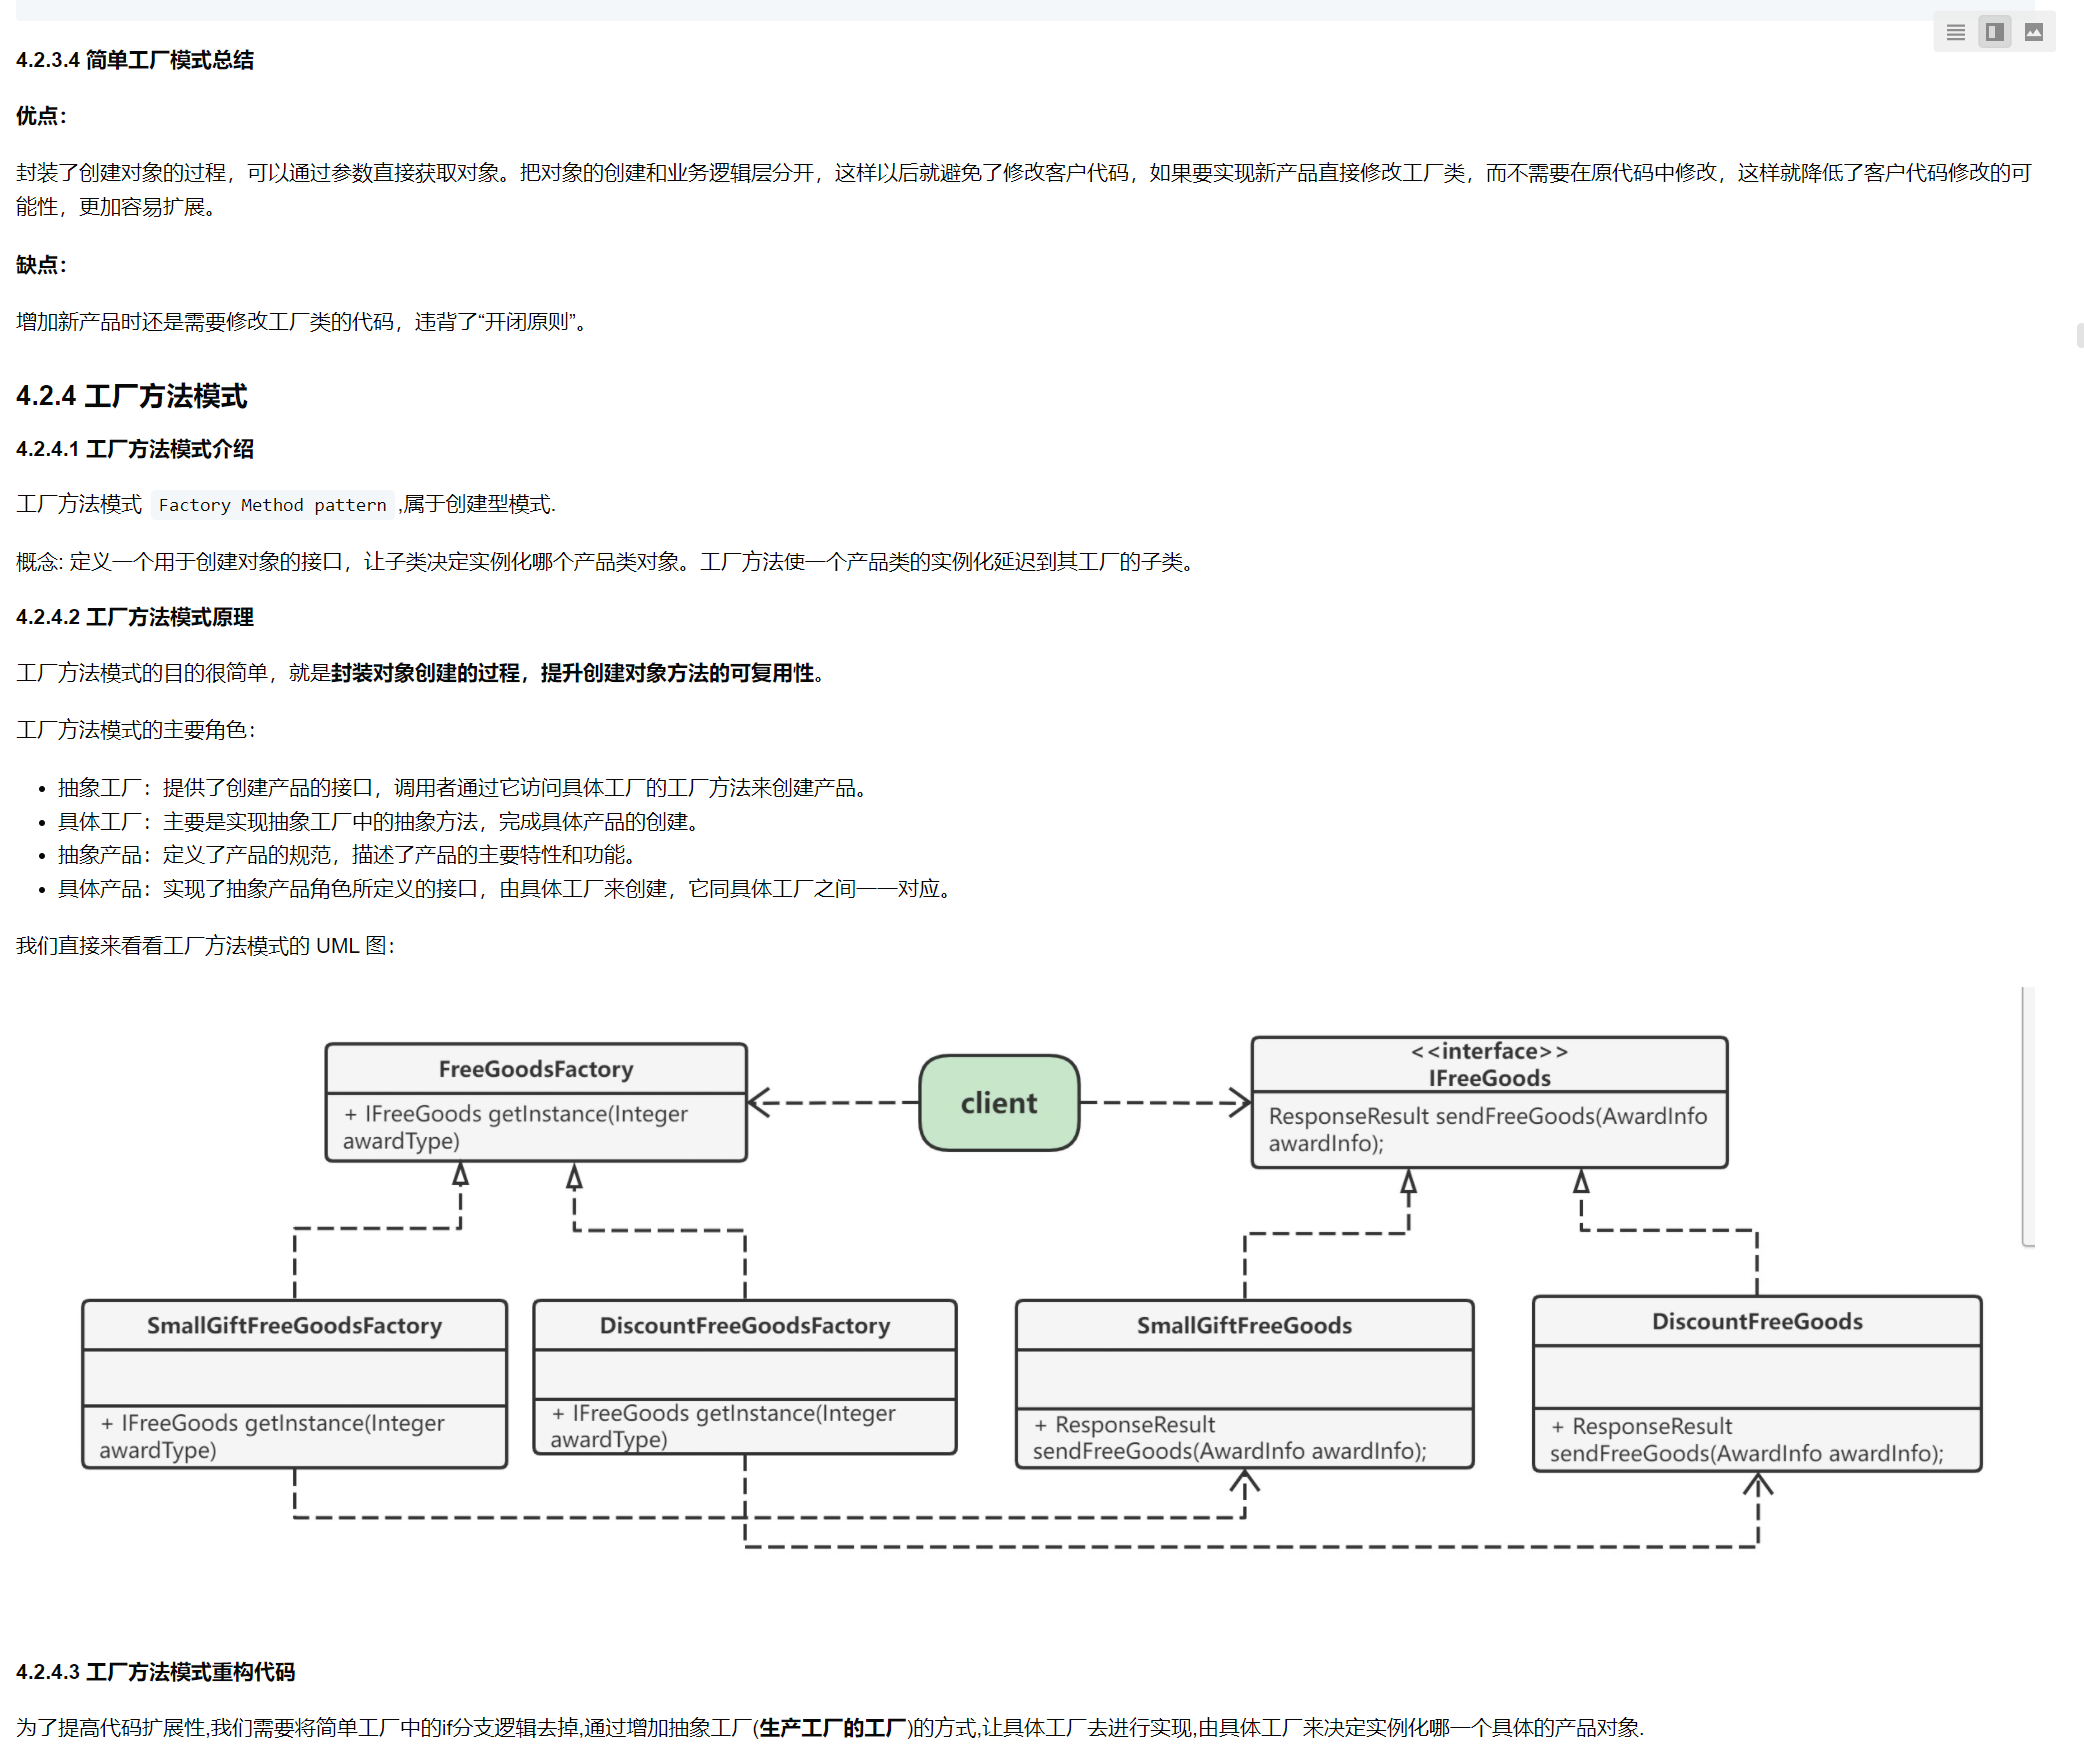 4.2.3.4 简单工厂模式总结
优点：
封装了创建对象的过程，可以通过参数直接获取对象。把对象的创建和业务逻辑层分开，这样以后就避免了修改客户代码，如果要实现新产品直接修改工厂类，而不需要在原代码中修改，这样就降低了客户代码修改的可
能性，更加容易扩展。
缺点：
增加新产品时还是需要修改工厂类的代码，违背了“开闭原则”。
4.2.4 工厂方法模式
4.2.4.1 工厂方法模式介绍
工厂方法模式 Factory Method pattern ,属于创建型模式.
概念: 定义一个用于创建对象的接口，让子类决定实例化哪个产品类对象。工厂方法使一个产品类的实例化延迟到其工厂的子类。
4.2.4.2 工厂方法模式原理
工厂方法模式的目的很简单，就是封装对象创建的过程，提升创建对象方法的可复用性。
工厂方法模式的主要角色：
• 抽象工厂：提供了创建产品的接口，调用者通过它访问具体工厂的工厂方法来创建产品。
• 具体工厂：主要是实现抽象工厂中的抽象方法，完成具体产品的创建。
• 抽象产品：定义了产品的规范，描述了产品的主要特性和功能。
• 具体产品：实现了抽象产品角色所定义的接口，由具体工厂来创建，它同具体工厂之间一一对应。
我们直接来看看工厂方法模式的 UML 图：
FreeGoodsFactory
+ IFreeGoods getInstance(Integer
awardType)
client
<<interface>>
IFreeGoods
ResponseResult sendFreeGoods(AwardInfo
awardInfo);
SmallGiftFreeGoodsFactory
+ IFreeGoods getInstance(Integer
awardType)
DiscountFreeGoodsFactory
+ IFreeGoods getInstance(Integer
awardType)
SmallGiftFreeGoods
+ ResponseResult
sendFreeGoods(AwardInfo awardInfo);
DiscountFreeGoods
+ ResponseResult
sendFreeGoods(AwardInfo awardInfo);
4.2.4.3 工厂方法模式重构代码
为了提高代码扩展性,我们需要将简单工厂中的if分支逻辑去掉,通过增加抽象工厂(生产工厂的工厂)的方式,让具体工厂去进行实现,由具体工厂来决定实例化哪一个具体的产品对象.